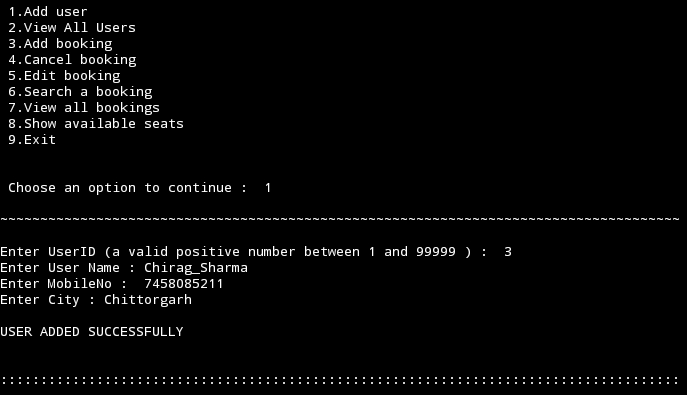 1.Add user
2.View All Users
3.Add booking
4.Cancel booking
5.Edit booking
6.Search a booking
7.View all bookings
8.Show available seats
9.Exit
Choose an option to continue :  1
~~~~~~~~~~~~~~~~~~~~~~~~~~~~~~~~~~~~~~~~~~~~~~~~~~~~~~~~~~~~~~~~~~~~~~~~~~~~~~~~~~~~~
Enter UserID (a valid positive number between 1 and 99999 ) :  3
Enter User Name : Chirag_Sharma
Enter MobileNo :  7458085211
Enter City : Chittorgarh
USER ADDED SUCCESSFULLY
:::::::::::::::::::::::::::::::::::::::::::::::::::::::::::::::::::::::::::::::::::::